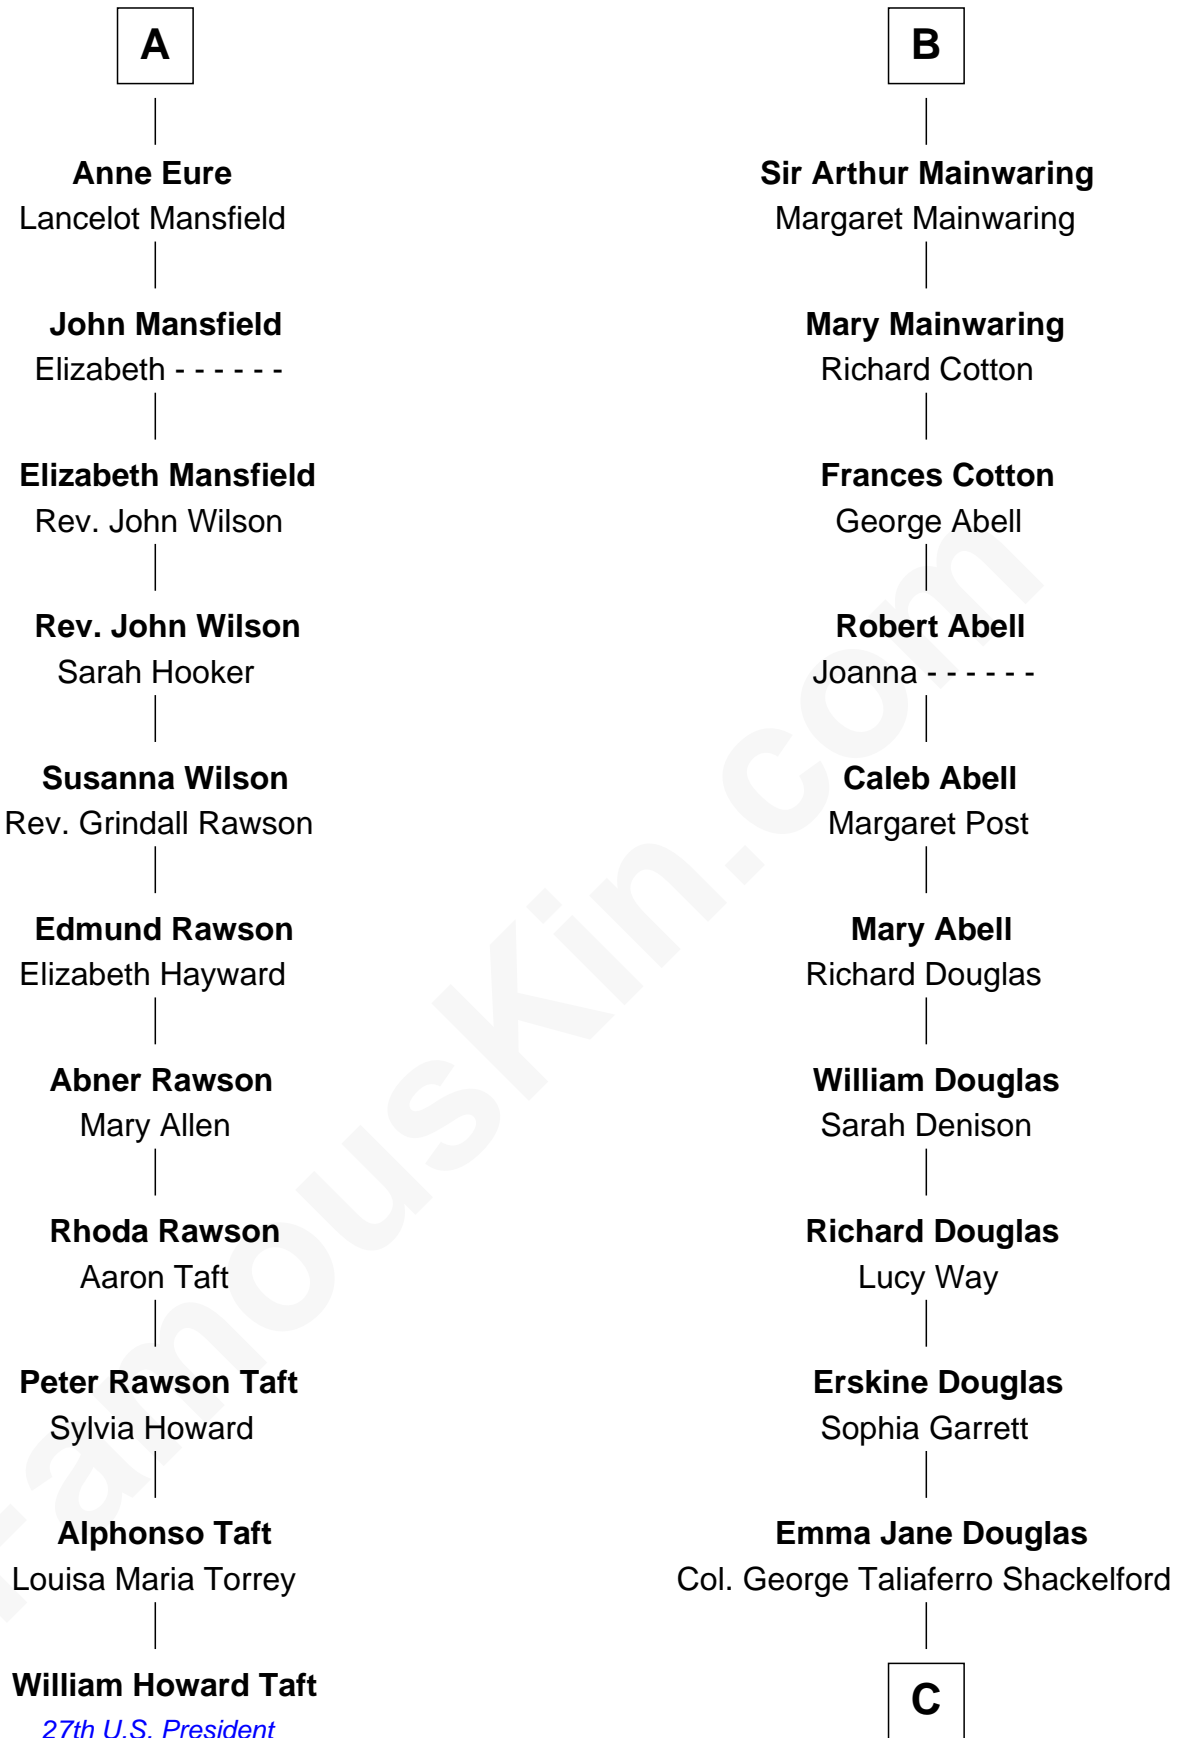 A
Anne Eure
Lancelot Mansfield
John Mansfield
Elizabeth - - - - - -
Elizabeth Mansfield
Rev. John Wilson
Rev. John Wilson
Sarah Hooker
Susanna Wilson
Rev. Grindall Rawson
Edmund Rawson
Elizabeth Hayward
Abner Rawson
Mary Allen
Rhoda Rawson
Aaron Taft
Peter Rawson Taft
Sylvia Howard
Alphonso Taft
Louisa Maria Torrey
William Howard Taft
27th U.S. President
B
Sir Arthur Mainwaring
Margaret Mainwaring
Mary Mainwaring
Richard Cotton
Frances Cotton
George Abell
Robert Abell
Joanna - - - - - -
Caleb Abell
Margaret Post
Mary Abell
Richard Douglas
William Douglas
Sarah Denison
Richard Douglas
Lucy Way
Erskine Douglas
Sophia Garrett
Emma Jane Douglas
Col. George Taliaferro Shackelford
C
FamousKin.com